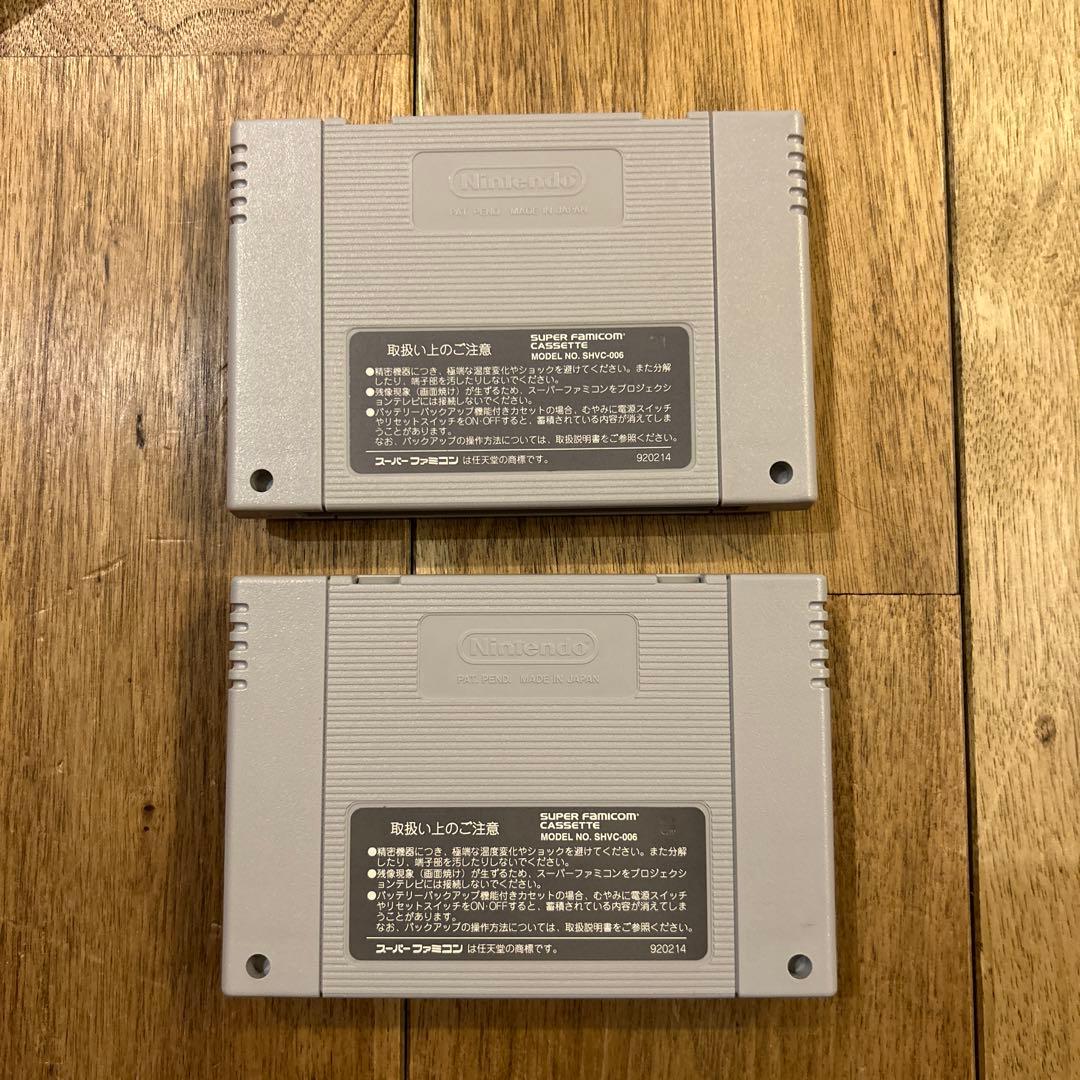 Nintendo
PAT. PEND. MADE IN JAPAN
取扱い上のご注意
SUPER FAMICOM
CASSETTE
MODEL NO. SHVC-006
●精密機器につき、極端な温度変化やショックを避けてください。また分解
したり、端子部を汚したりしないでください。
●残像現象（画面焼け）が生ずるため、スーパーファミコンをプロジェクシ
ョンテレビには接続しないでください。
●バッテリーバックアップ機能付きカセットの場合、むやみに電源スイッチ
やリセットスイッチをON・OFFすると、蓄積されている内容が消えてしま
うことがあります。
なお、バックアップの操作方法については、取扱説明書をご参照ください。
スーパーファミコンは任天堂の商標です。 920214
Nintendo
PAT. PEND. MADE IN JAPAN
取扱い上のご注意
SUPER FAMICOM
CASSETTE
MODEL NO. SHVC-006
●精密機器につき、極端な温度変化やショックを避けてください。また分解
したり、端子部を汚したりしないでください。
●残像現象（画面焼け）が生ずるため、スーパーファミコンをプロジェクシ
ョンテレビには接続しないでください。
●バッテリーバックアップ機能付きカセットの場合、むやみに電源スイッチ
やリセットスイッチをON・OFFすると、蓄積されている内容が消えてしま
うことがあります。
なお、バックアップの操作方法については、取扱説明書をご参照ください。
スーパーファミコンは任天堂の商標です。 920214